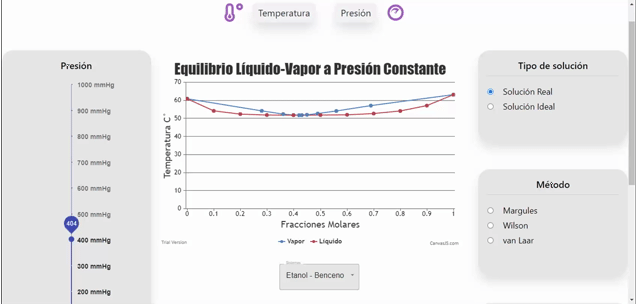 Temperatura
Presión
Presión
1000 mmHg
900 mmHg
800 mmHg
700 mmHg
600 mmHg
500 mmHg
404
400 mmHg
300 mmHg
200 mmHg
Equilibrio Líquido-Vapor a Presión Constante
Temperatura C°
70
60
50
40
30
20
10
0
0 0.1 0.2 0.3 0.4 0.5 0.6 0.7 0.8 0.9 1
Fracciones Molares
Trial Version
Vapor Líquido
CanvasJS.com
Etanol - Benceno
Tipo de solución
Solución Real
Solución Ideal
Método
Margules
Wilson
van Laar